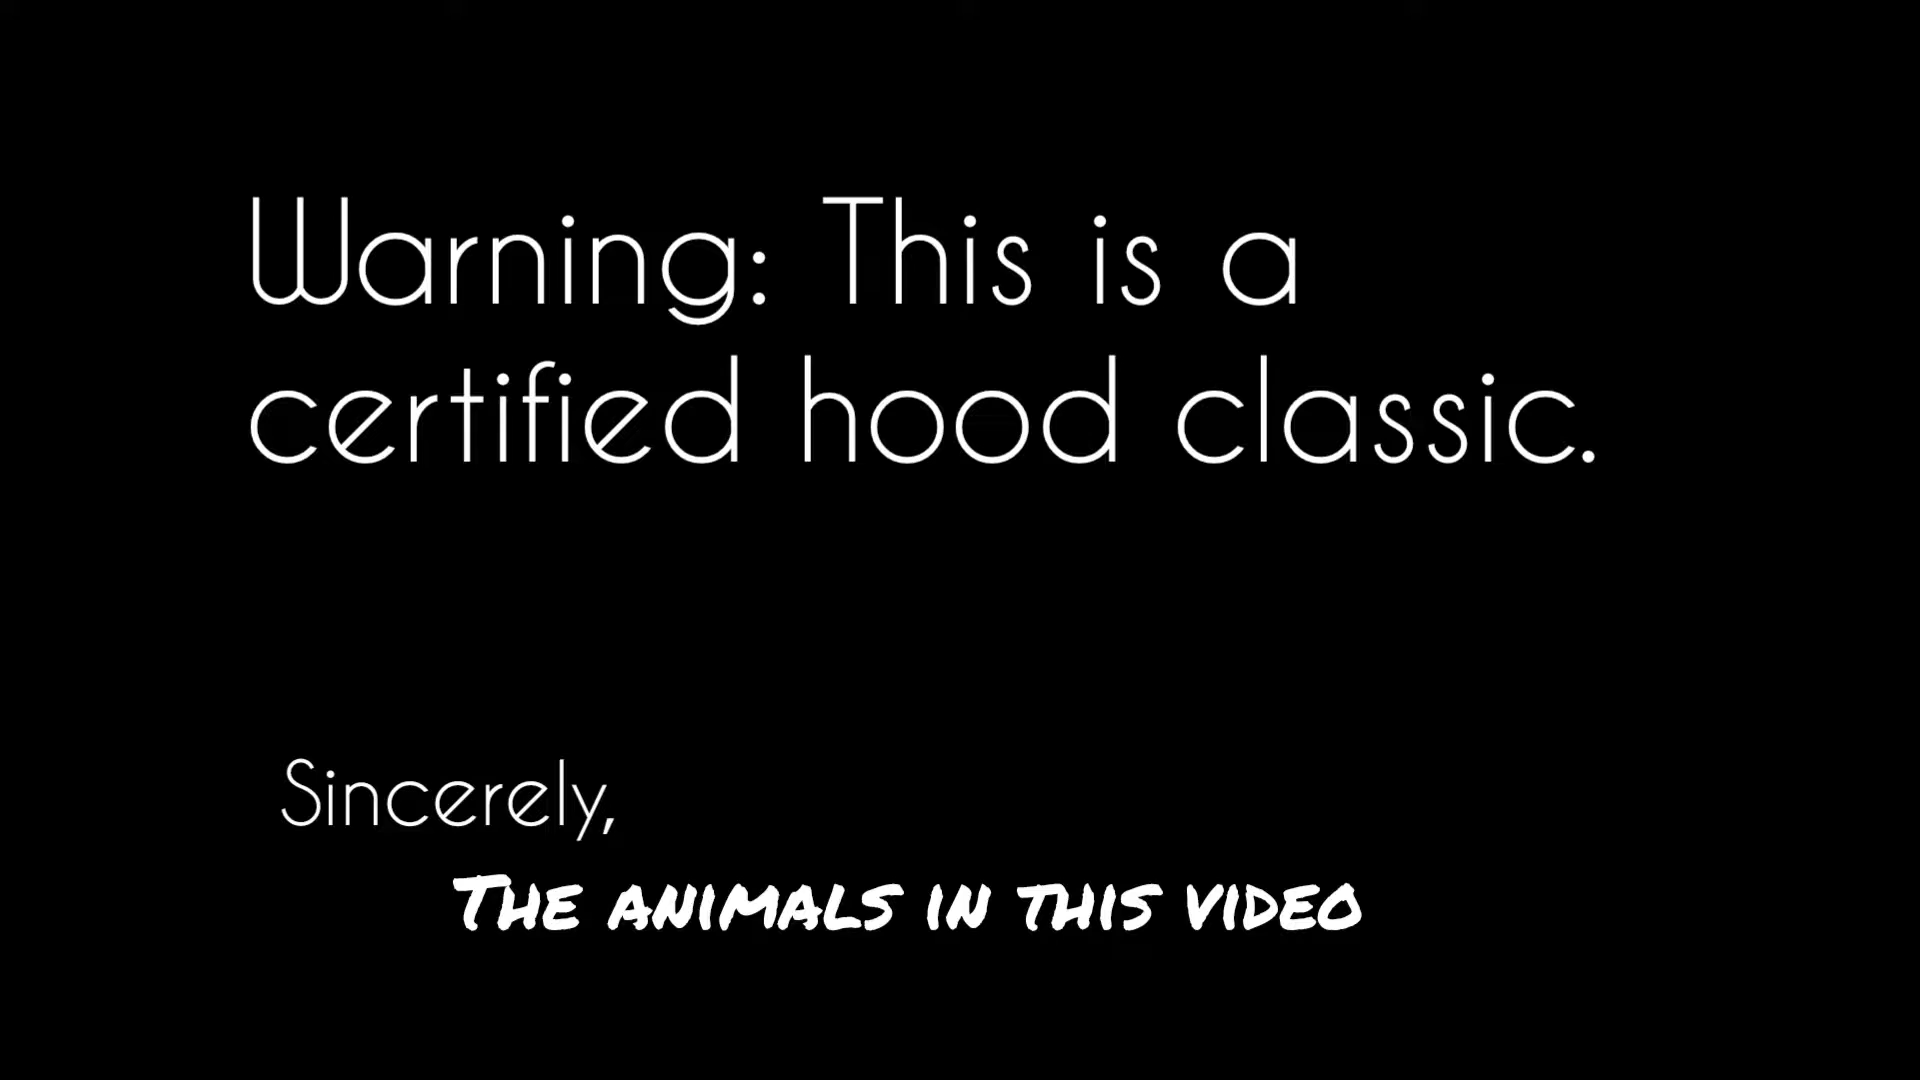 Warning: This is a
certified hood classic.
Sincerely,
The animals in this video